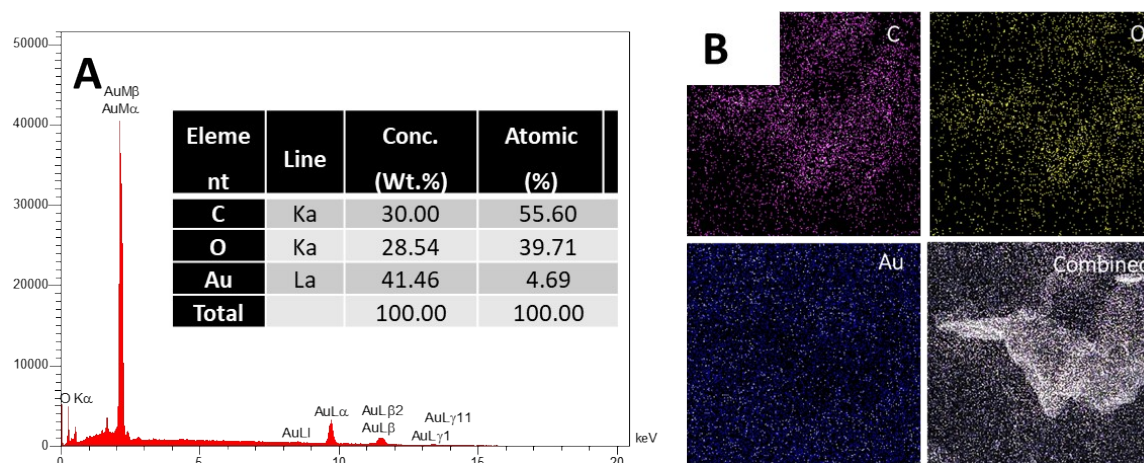 A
50000
40000
30000
20000
10000
0
AuMβ
AuMα
O Kα
AuLl
AuLα
AuLβ2
AuLβ
AuLγ11
AuLγ1
keV
0 5 10 15 20
Eleme
nt
Line
Conc.
(Wt.%)
Atomic
(%)
C Ka 30.00 55.60
O Ka 28.54 39.71
Au La 41.46 4.69
Total 100.00 100.00
B
C
O
Au
Combined